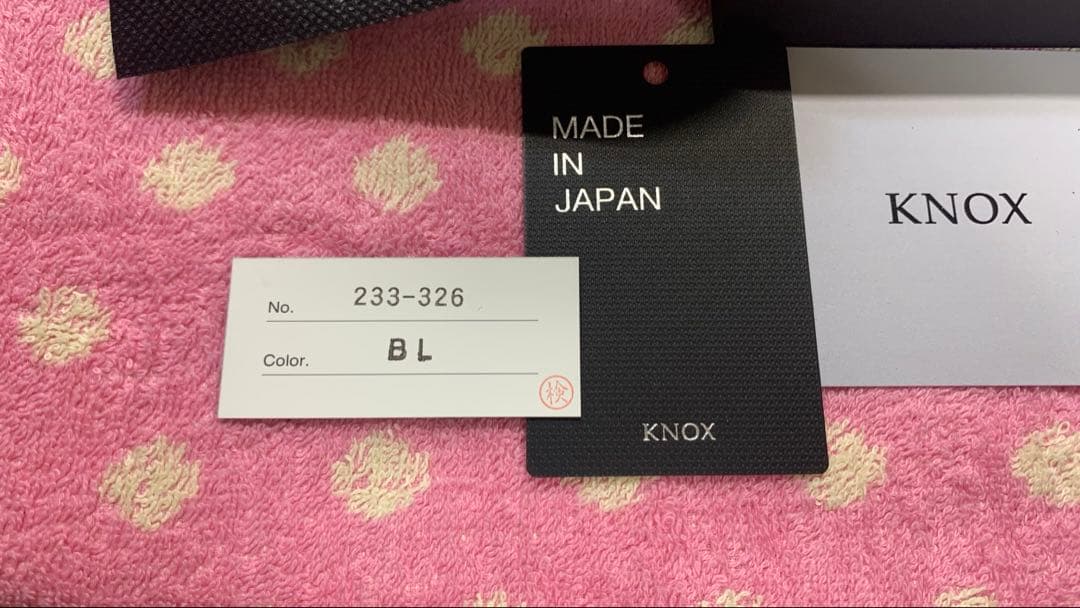 MADE
IN
JAPAN
KNOX
KNOX
No. 233-326
Color. BL
検